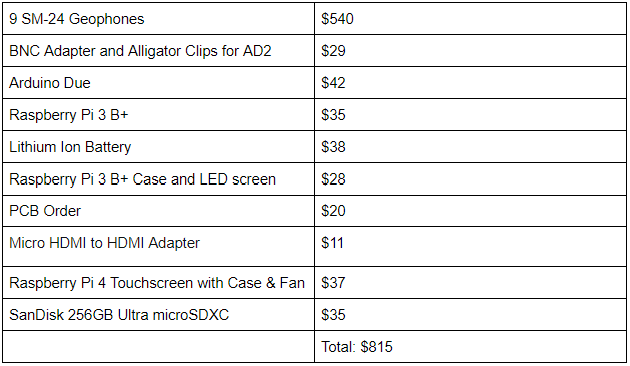 9 SM-24 Geophones $540
BNC Adapter and Alligator Clips for AD2 $29
Arduino Due $42
Raspberry Pi 3 B+ $35
Lithium Ion Battery $38
Raspberry Pi 3 B+ Case and LED screen $28
PCB Order $20
Micro HDMI to HDMI Adapter $11
Raspberry Pi 4 Touchscreen with Case & Fan $37
SanDisk 256GB Ultra microSDXC $35
Total: $815